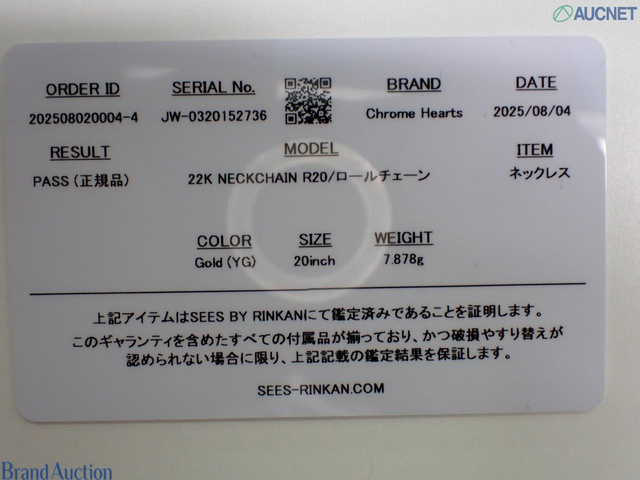 AUCNET
ORDER ID SERIAL No. BRAND DATE
202508020004-4 JW-0320152736 Chrome Hearts 2025/08/04
RESULT MODEL ITEM
PASS (正規品) 22K NECKCHAIN R20/ロールチェーン ネックレス
COLOR SIZE WEIGHT
Gold (YG) 20inch 7.878g
上記アイテムはSEES BY RINKANにて鑑定済みであることを証明します。
このギャランティを含めたすべての付属品が揃っており、かつ破損やすり替えが
認められない場合に限り、上記記載の鑑定結果を保証します。
SEES-RINKAN.COM
BrandAuction